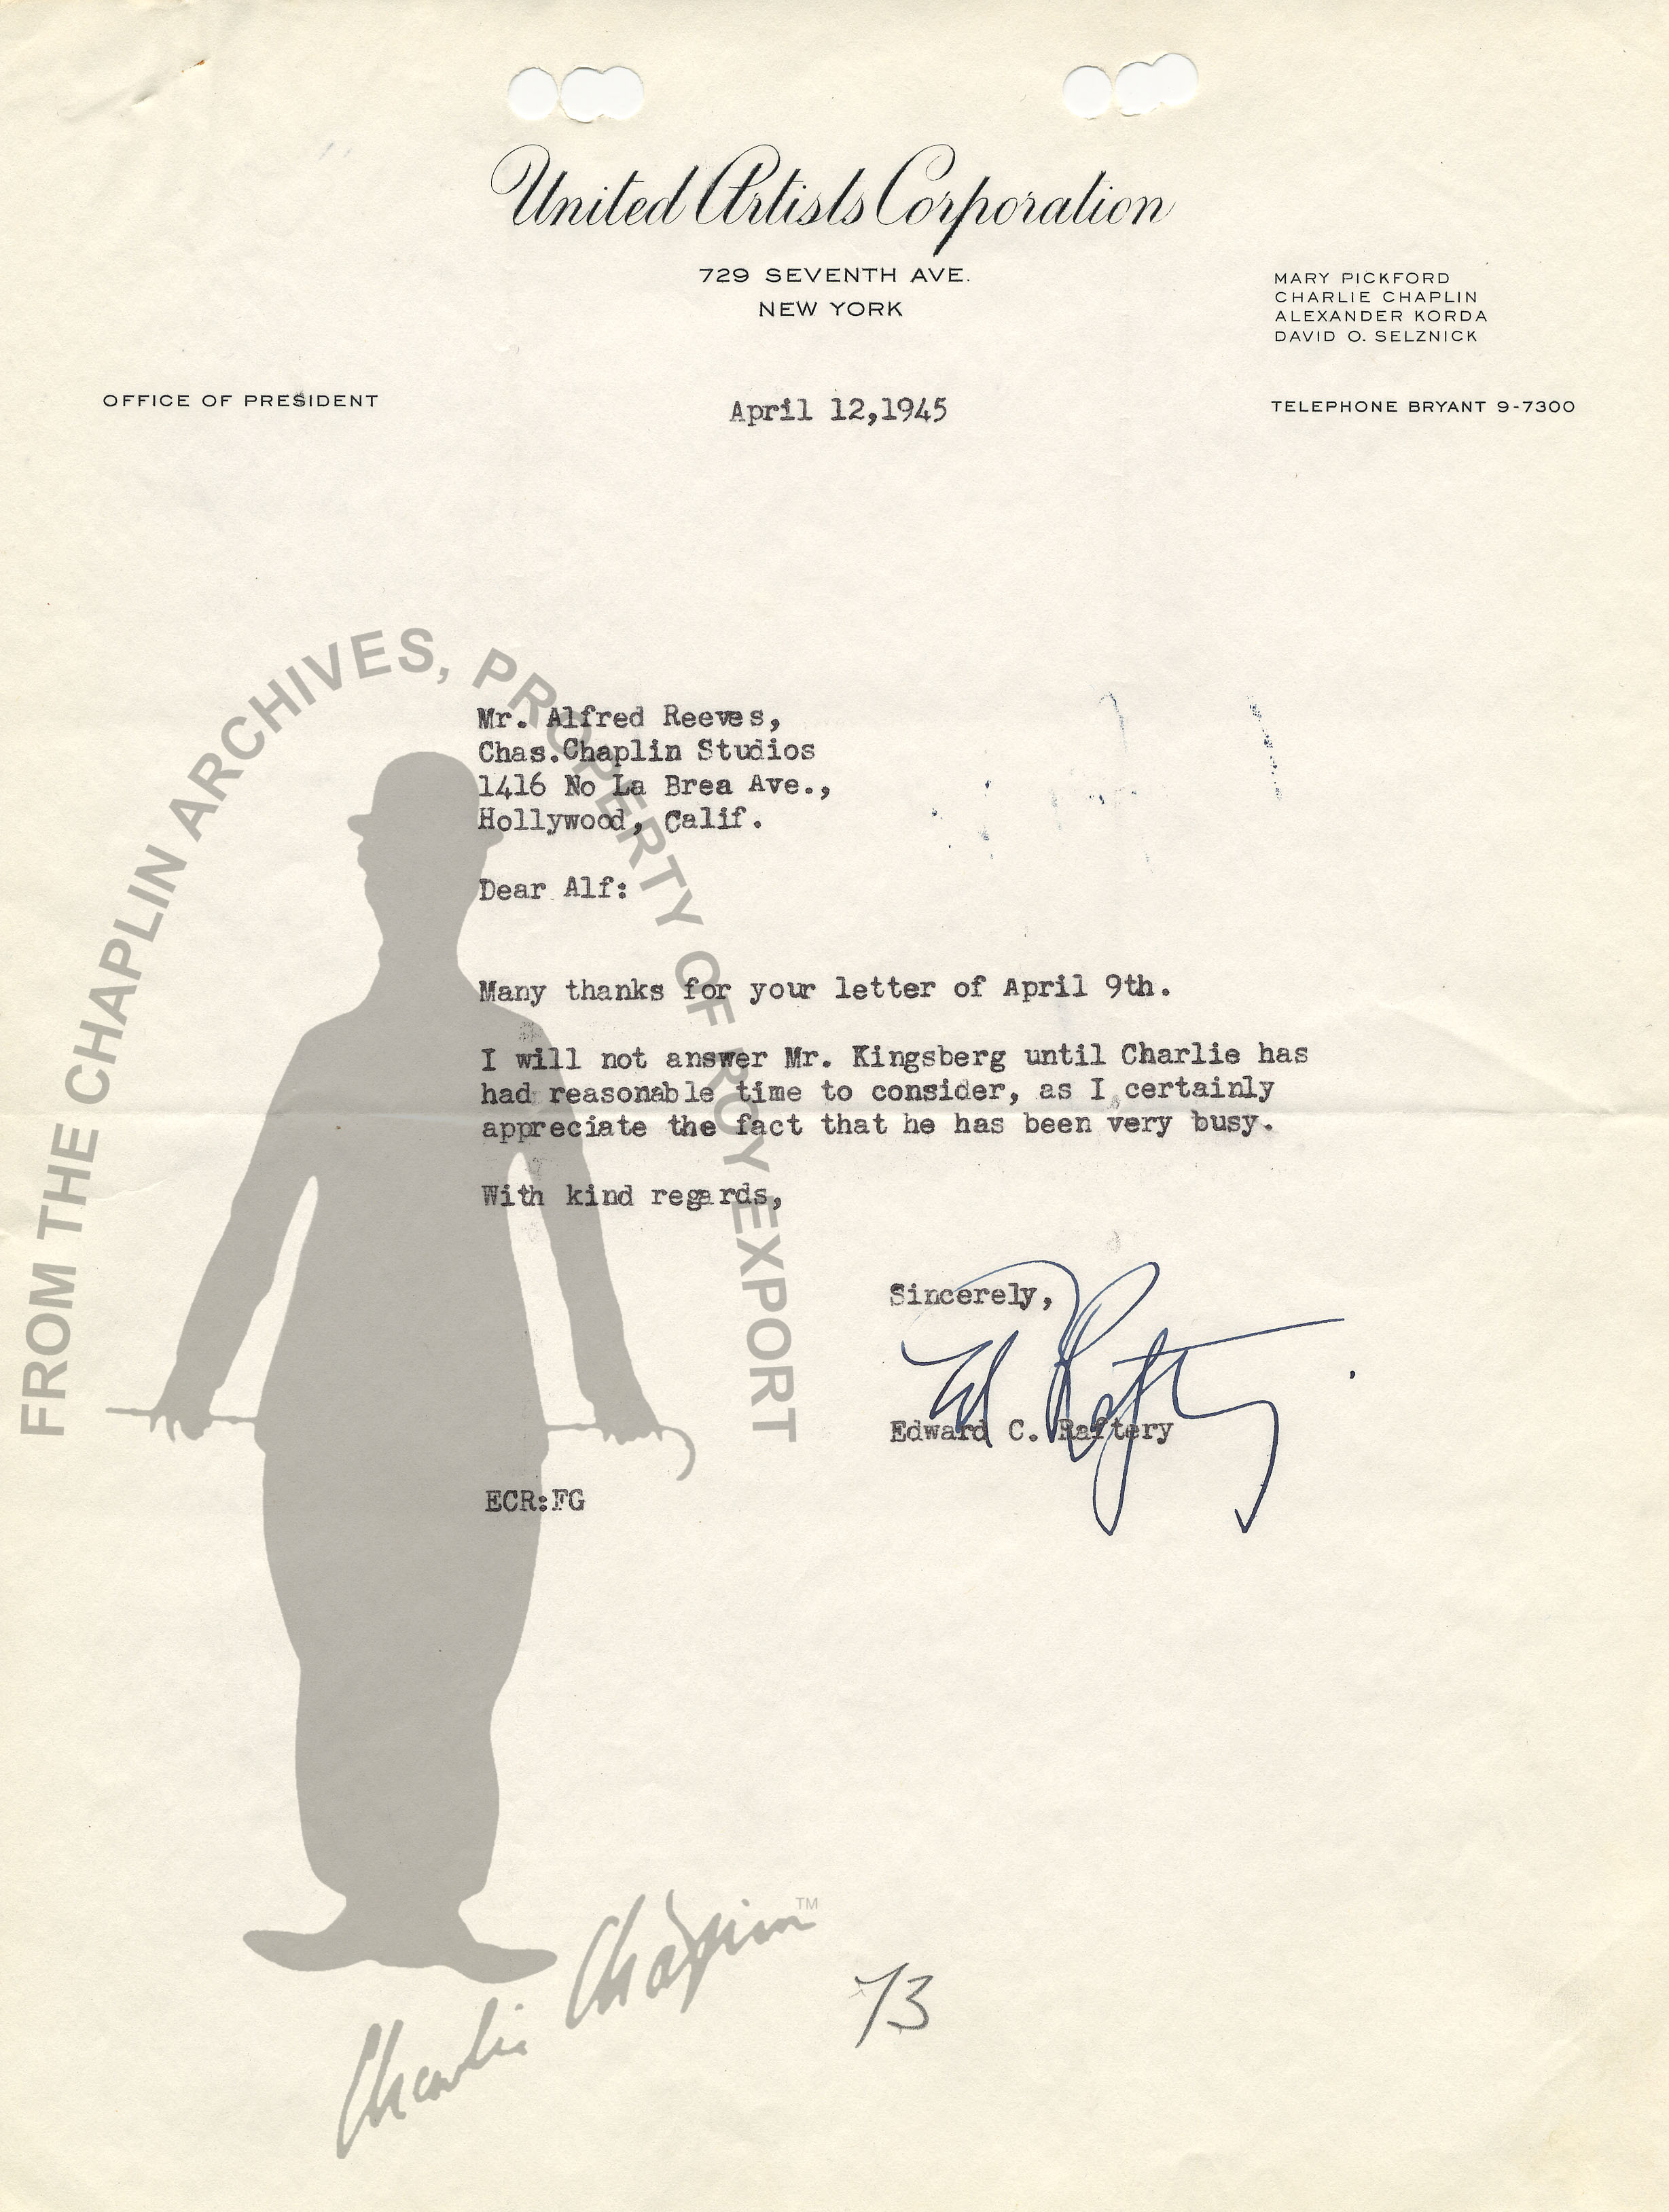 United Artists Corporation
729 SEVENTH AVE.
NEW YORK
MARY PICKFORD
CHARLIE CHAPLIN
ALEXANDER KORDA
DAVID O. SELZNICK
OFFICE OF PRESIDENT
April 12,1945
TELEPHONE BRYANT 9-7300
Mr. Alfred Reeves,
Chas.Chaplin Studios
1416 No La Brea Ave.,
Hollywood, Calif.
Dear Alf:
Many thanks for your letter of April 9th.
I will not answer Mr. Kingsberg until Charlie has
had reasonable time to consider, as I certainly
appreciate the fact that he has been very busy.
With kind regards,
Sincerely,
Ed Raftery
Edward C. Raftery
ECR:FG
FROM THE CHAPLIN ARCHIVES, PROPERTY OF ROY EXPORT
Charlie Chaplin TM
73